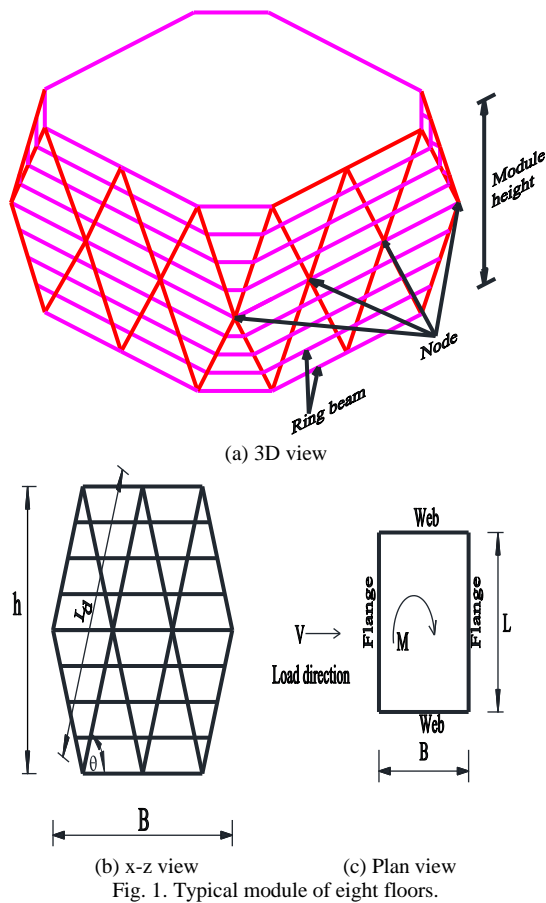 Module
height
Node
Ring beam
(a) 3D view
h
Ld
θ
B
Web
Flange
Flange
L
V
M
Load direction
Web
B
(b) x-z view
(c) Plan view
Fig. 1. Typical module of eight floors.